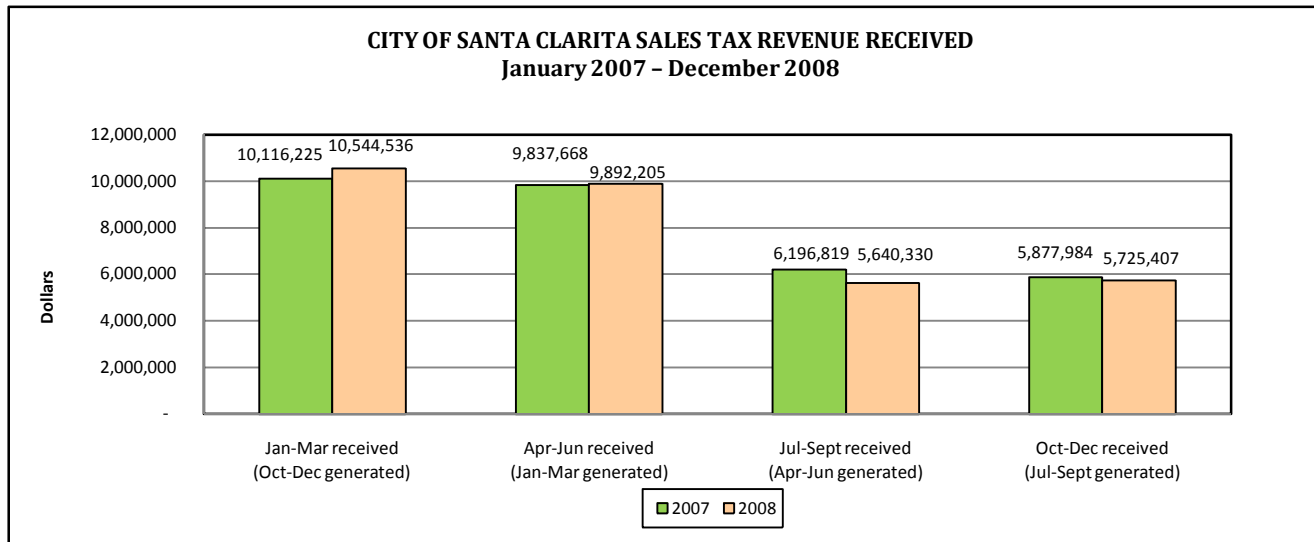 CITY OF SANTA CLARITA SALES TAX REVENUE RECEIVED
January 2007 – December 2008
Dollars
12,000,000
10,000,000
8,000,000
6,000,000
4,000,000
2,000,000
-
10,116,225
10,544,536
9,837,668
9,892,205
6,196,819
5,640,330
5,877,984
5,725,407
Jan-Mar received
(Oct-Dec generated)
Apr-Jun received
(Jan-Mar generated)
Jul-Sept received
(Apr-Jun generated)
Oct-Dec received
(Jul-Sept generated)
2007
2008